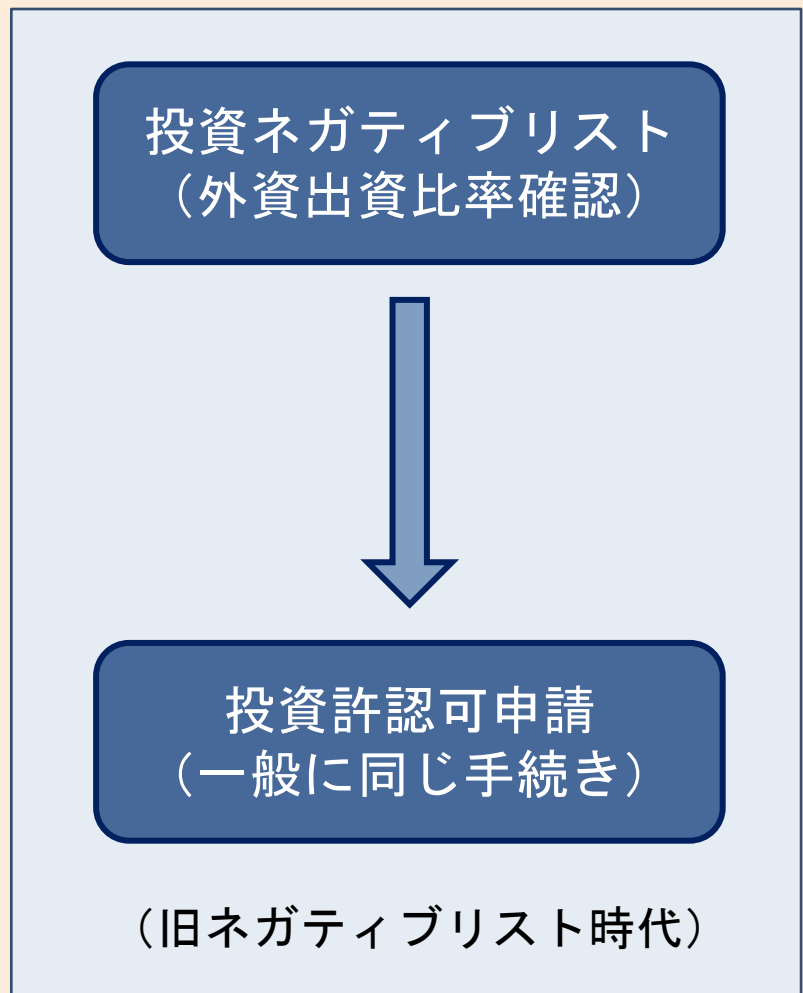 投資ネガティブリスト
（外資出資比率確認）
投資許認可申請
（一般に同じ手続き）
（旧ネガティブリスト時代）